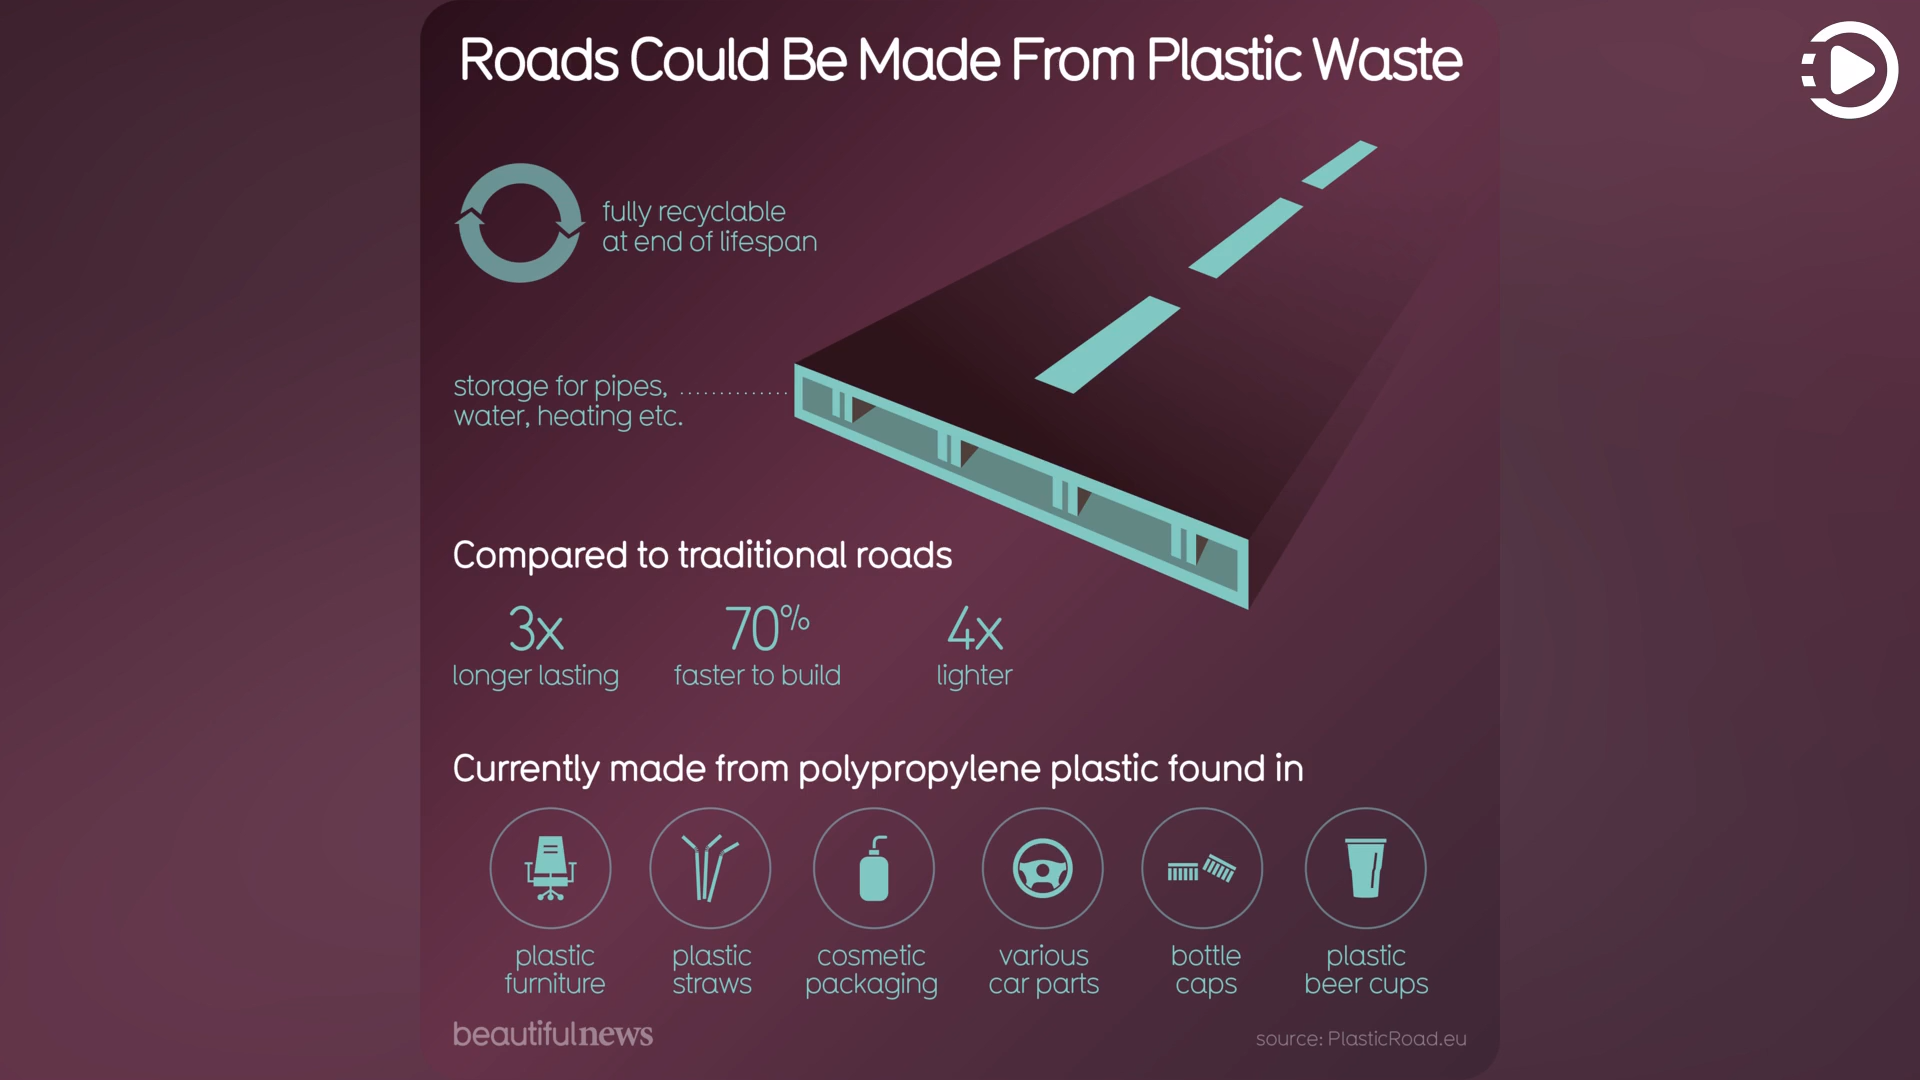 Roads Could Be Made From Plastic Waste
fully recyclable
at end of lifespan
storage for pipes,
water, heating etc.
Compared to traditional roads
3x
longer lasting
70%
faster to build
4x
lighter
Currently made from polypropylene plastic found in
plastic
furniture
plastic
straws
cosmetic
packaging
various
car parts
bottle
caps
plastic
beer cups
beautifulnews
source: PlasticRoad.eu